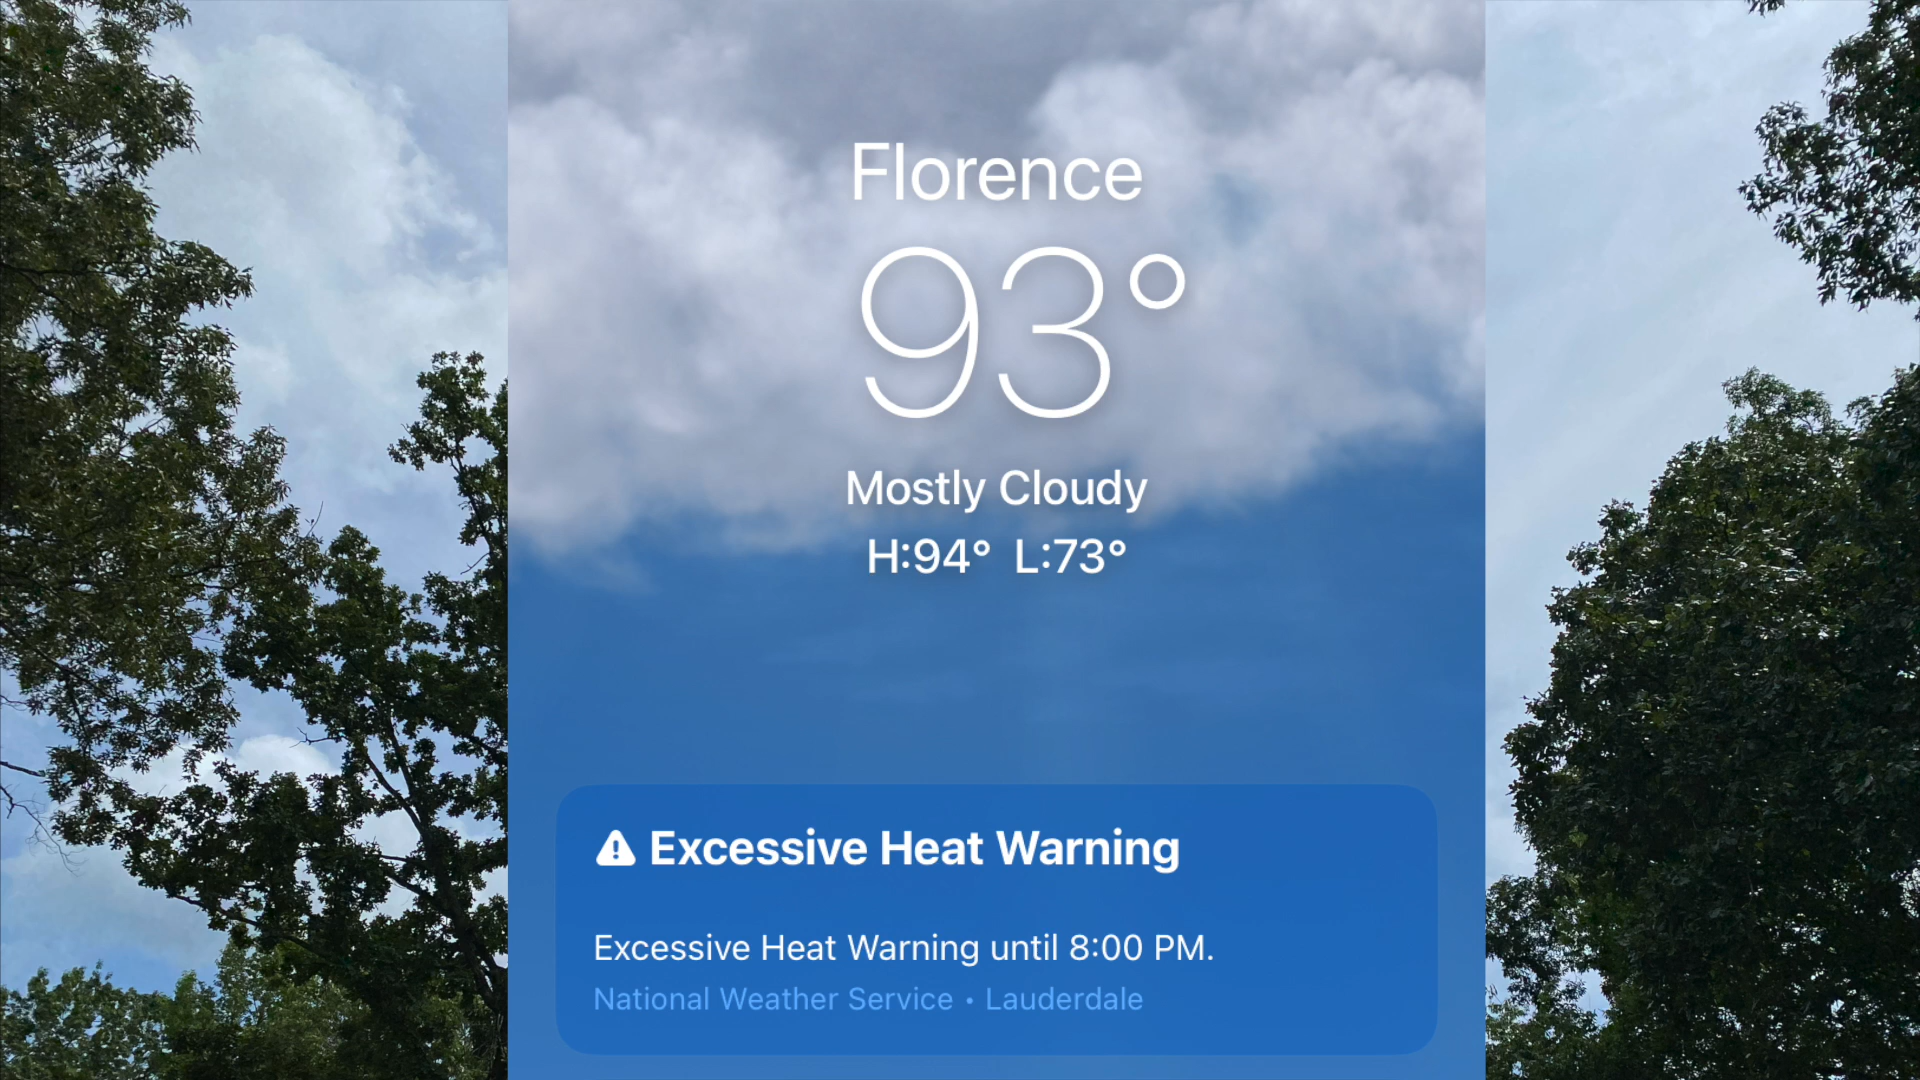 Florence
93°
Mostly Cloudy
H:94° L:73°
Excessive Heat Warning
Excessive Heat Warning until 8:00 PM.
National Weather Service • Lauderdale